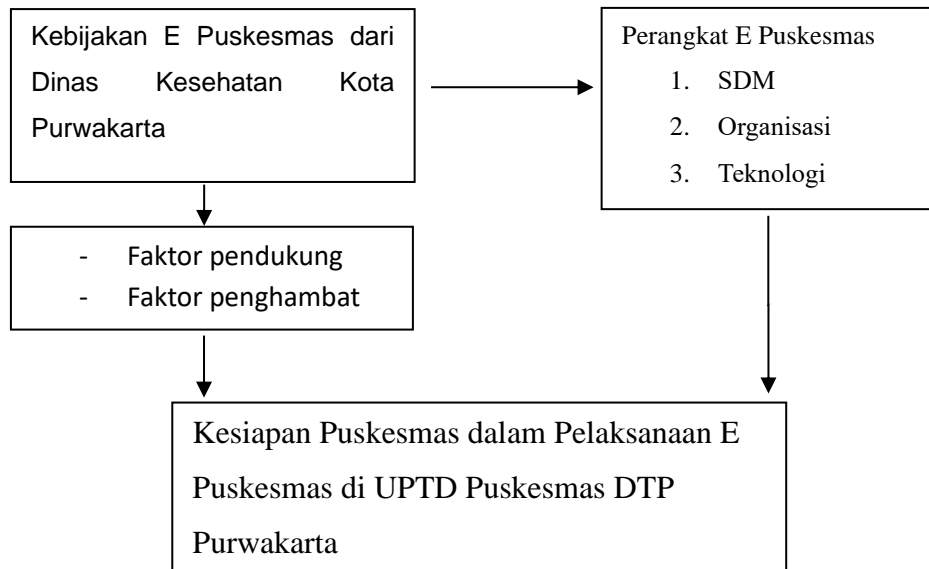 Kebijakan E Puskesmas dari
Dinas Kesehatan Kota
Purwakarta
Perangkat E Puskesmas
1. SDM
2. Organisasi
3. Teknologi
- Faktor pendukung
- Faktor penghambat
Kesiapan Puskesmas dalam Pelaksanaan E
Puskesmas di UPTD Puskesmas DTP
Purwakarta